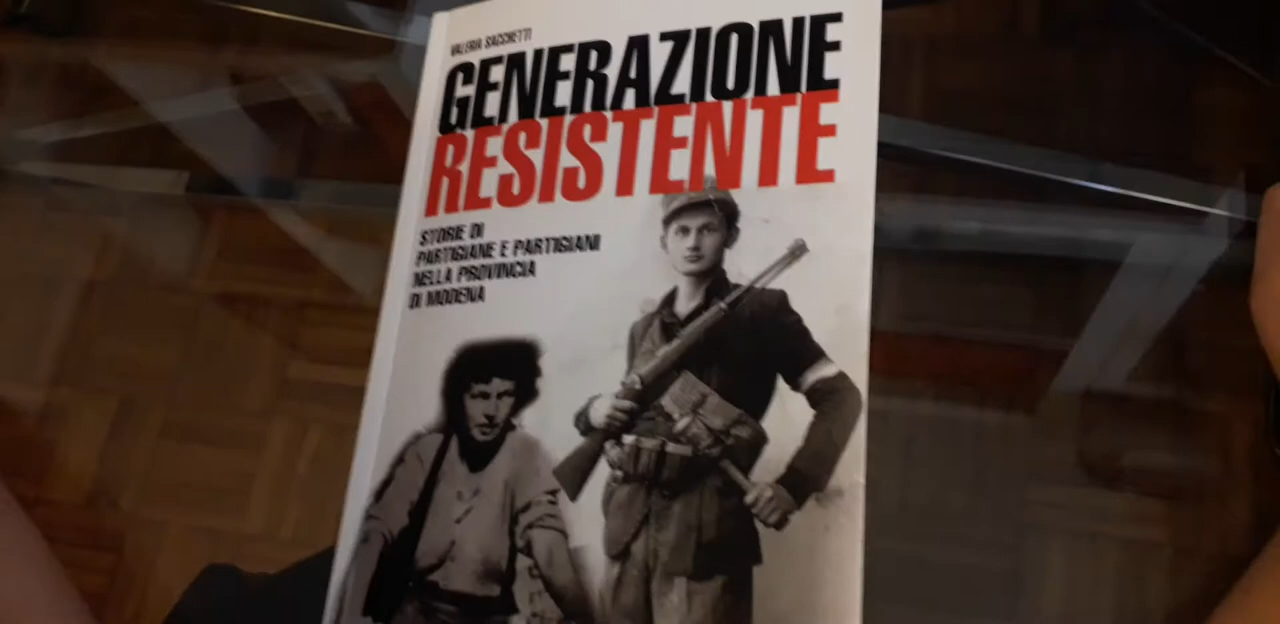 VALERIA SACCHETTI
GENERAZIONE
RESISTENTE
STORIE DI
PARTIGIANE E PARTIGIANI
NELLA PROVINCIA
DI MODENA